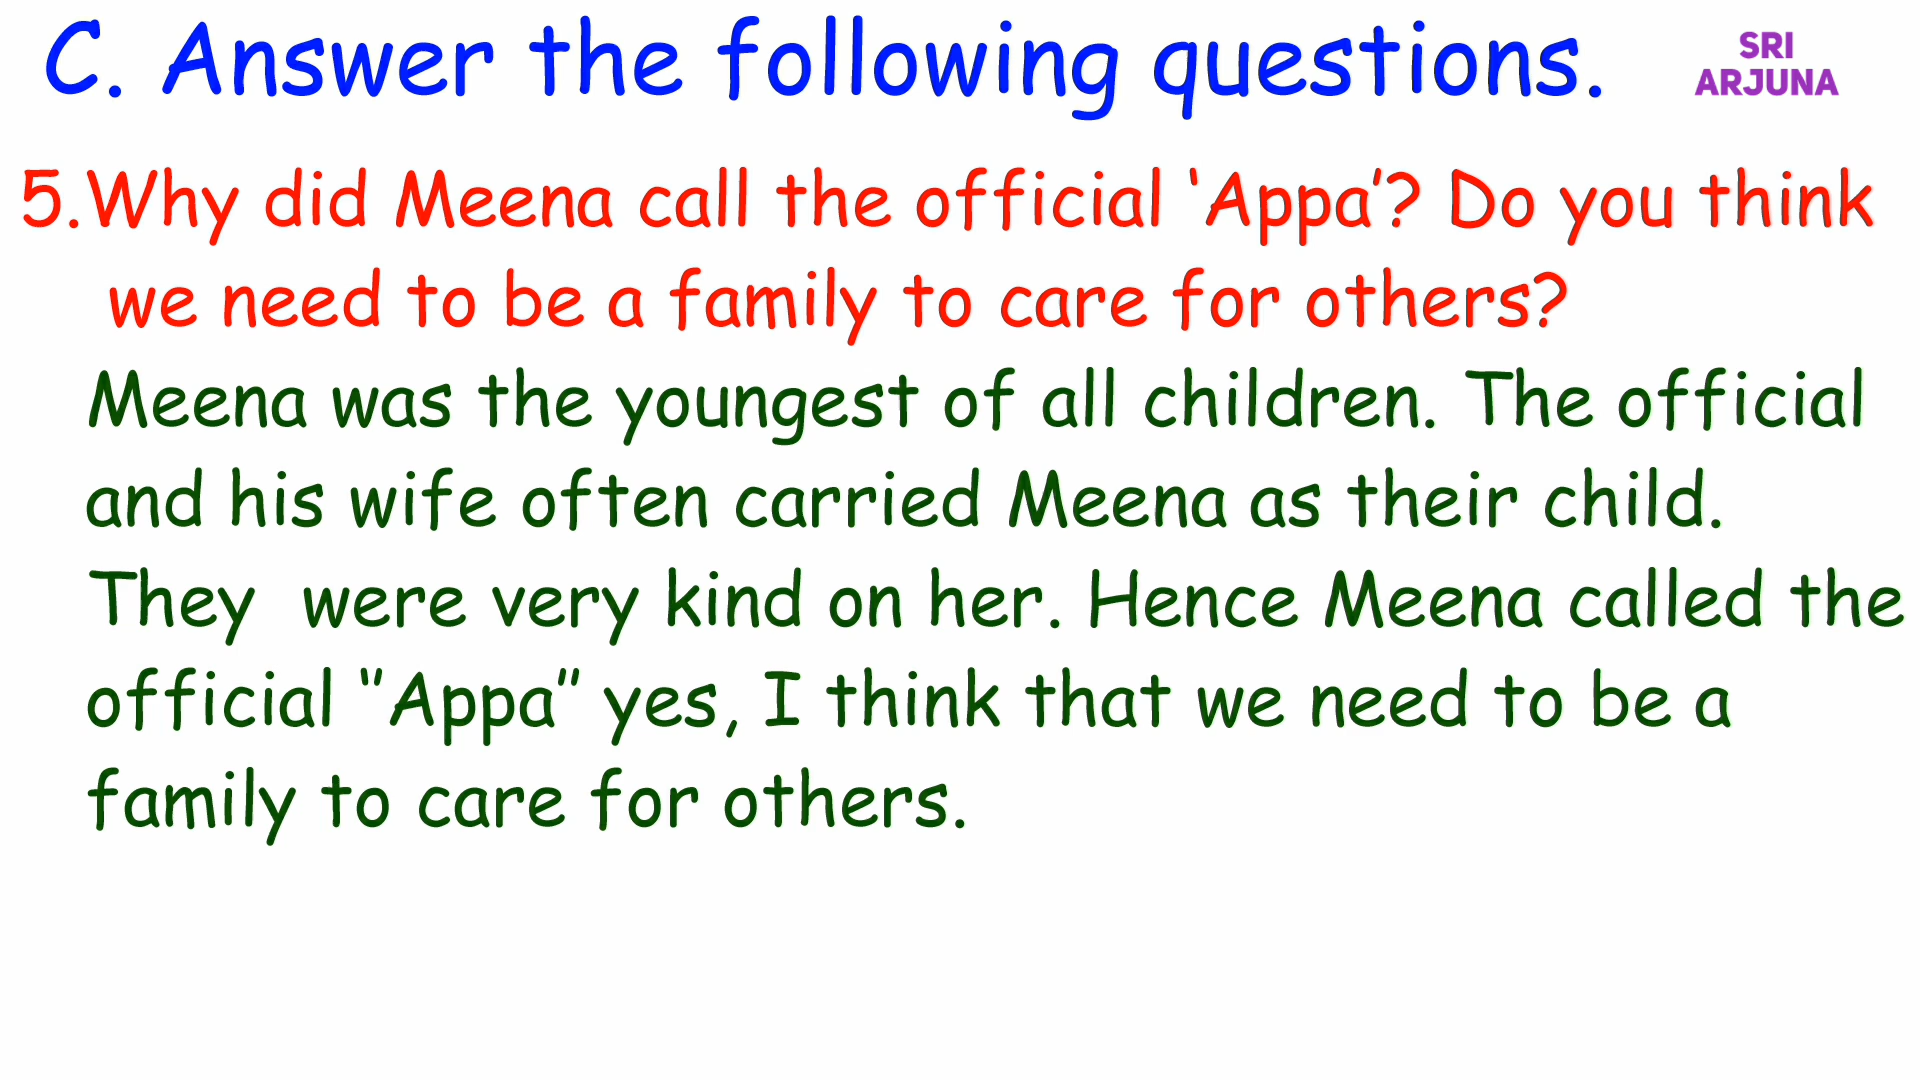 C. Answer the following questions.
SRI
ARJUNA
5.Why did Meena call the official ‘Appa’? Do you think
we need to be a family to care for others?
Meena was the youngest of all children. The official
and his wife often carried Meena as their child.
They were very kind on her. Hence Meena called the
official “Appa” yes, I think that we need to be a
family to care for others.